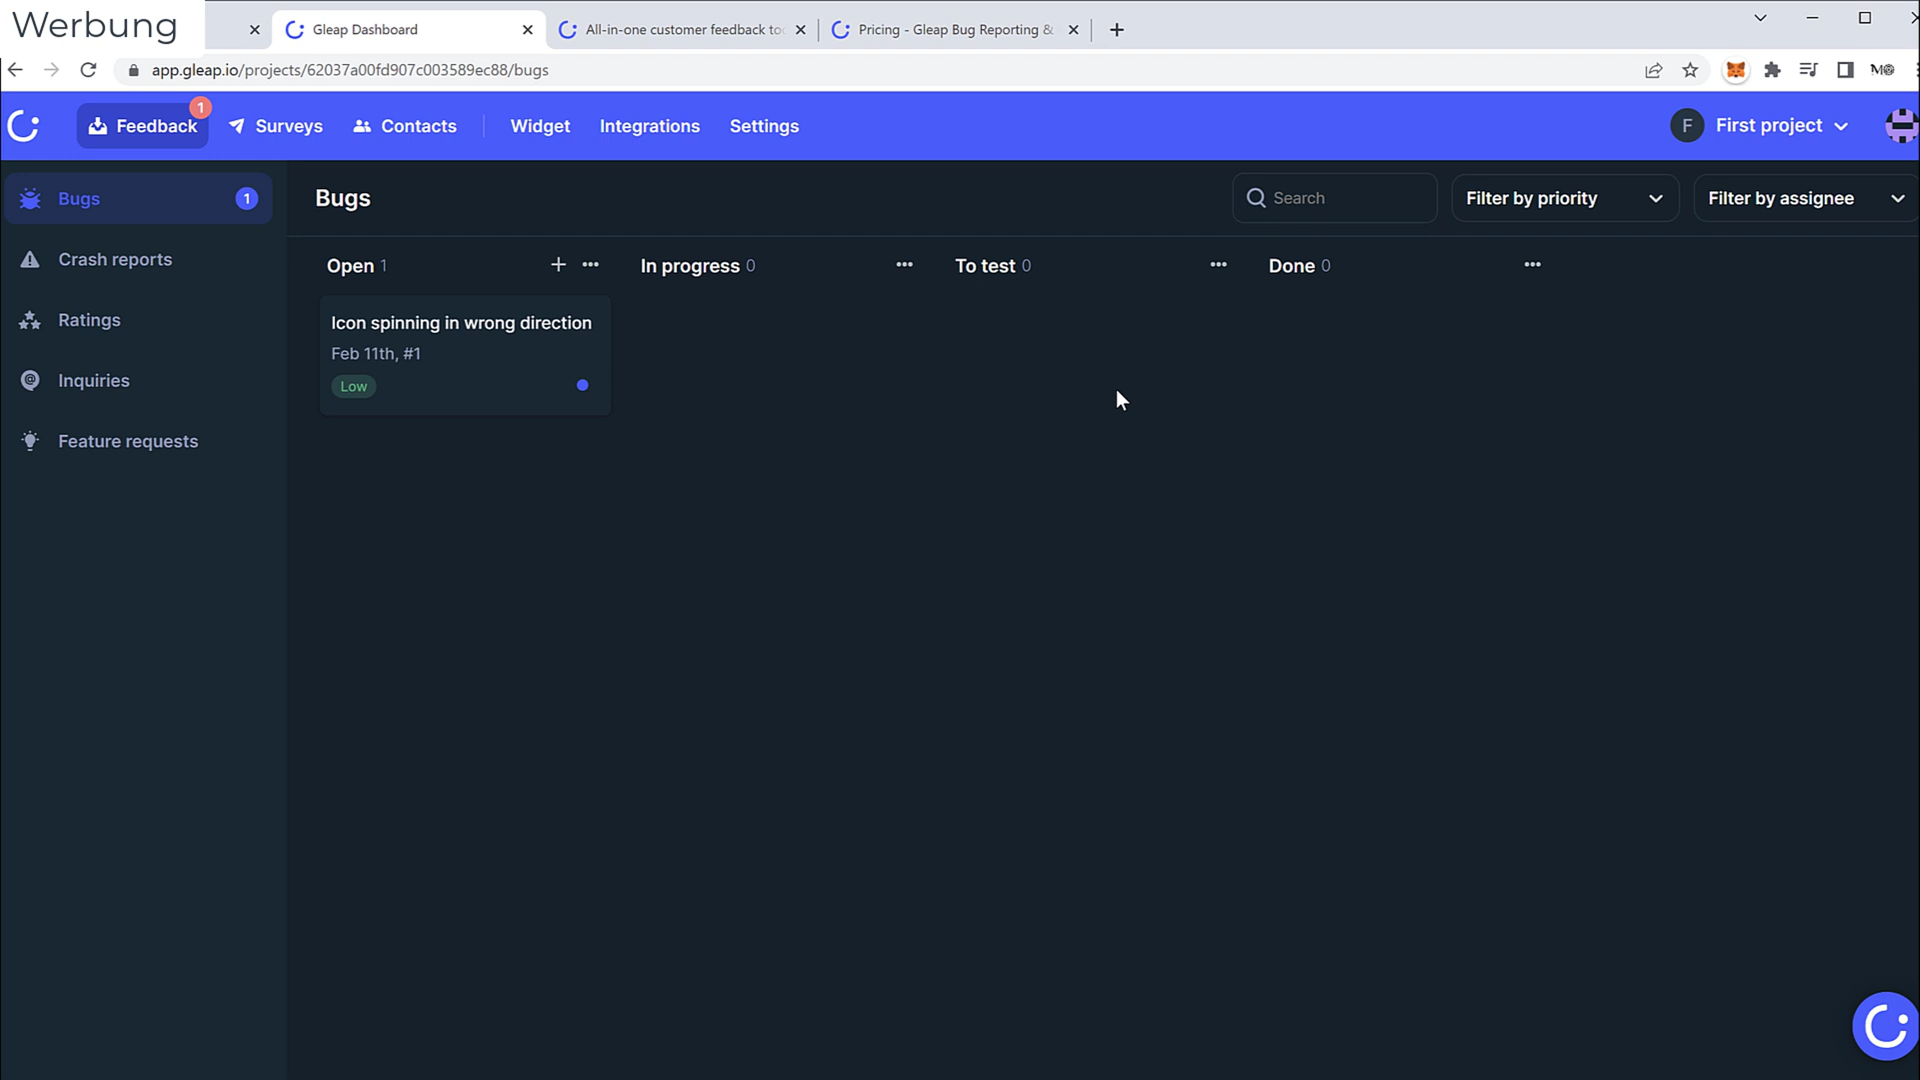 Werbung
Gleap Dashboard
All-in-one customer feedback to
Pricing - Gleap Bug Reporting &
app.gleap.io/projects/62037a00fd907c003589ec88/bugs
Feedback 1
Surveys
Contacts
Widget
Integrations
Settings
F First project
Bugs 1
Crash reports
Ratings
Inquiries
Feature requests
Bugs
Search
Filter by priority
Filter by assignee
Open 1
In progress 0
To test 0
Done 0
Icon spinning in wrong direction
Feb 11th, #1
Low